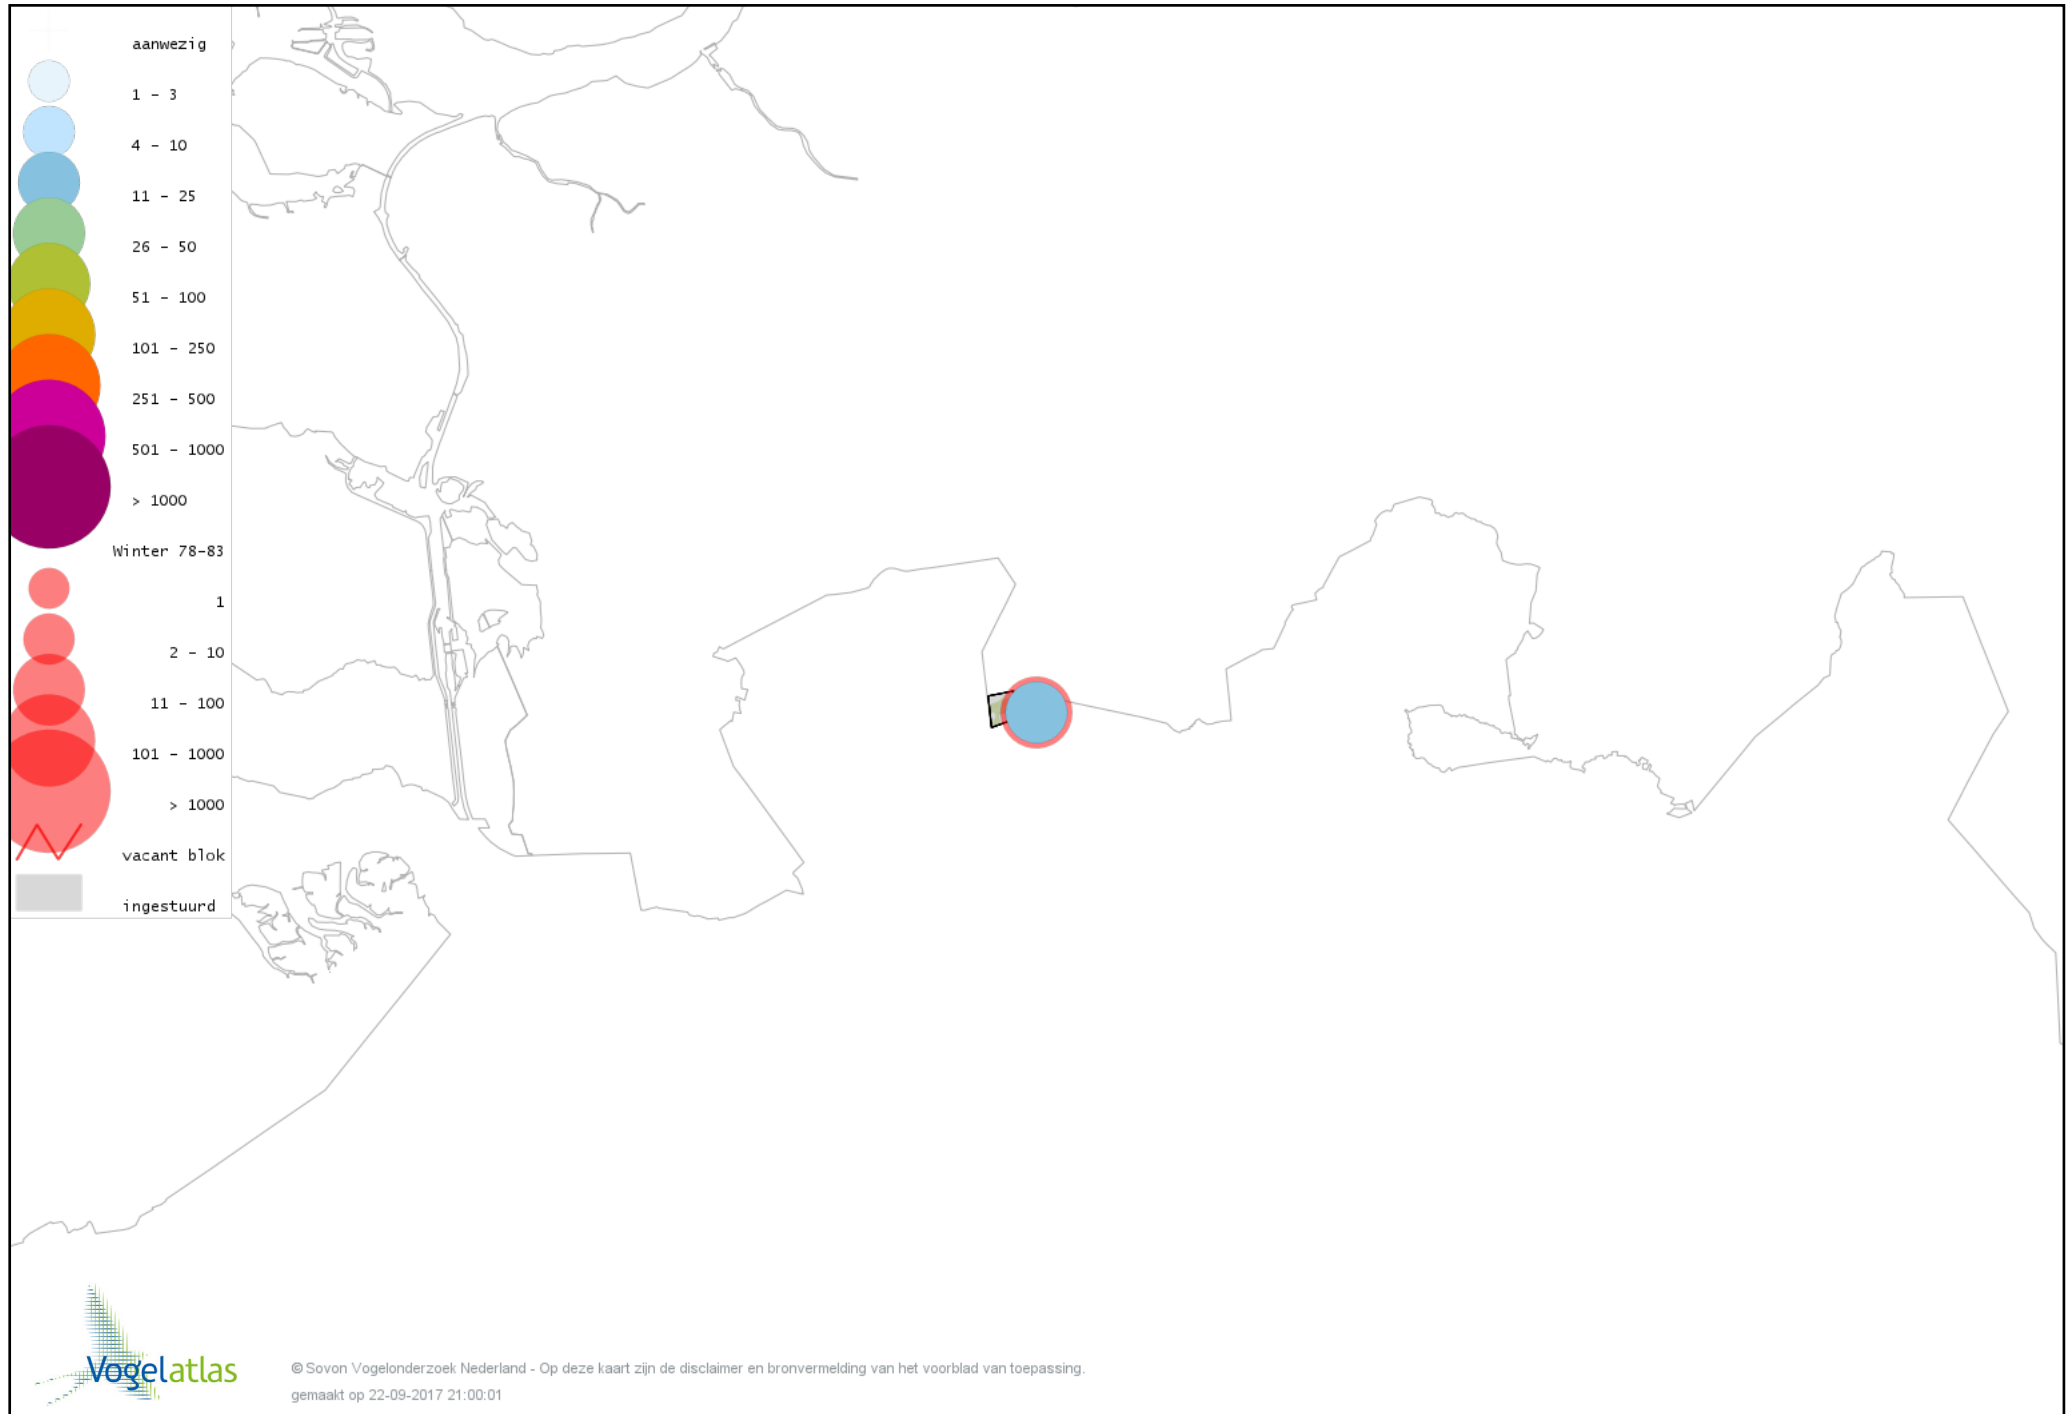 aanwezig
1 - 3
4 - 10
11 - 25
26 - 50
51 - 100
101 - 250
251 - 500
501 - 1000
> 1000
Winter 78-83
1
2 - 10
11 - 100
101 - 1000
> 1000
vacant blok
ingestuurd
Vogelatlas
© Sovon Vogelonderzoek Nederland - Op deze kaart zijn de disclaimer en bronvermelding van het voorblad van toepassing.
gemaakt op 22-09-2017 21:00:01